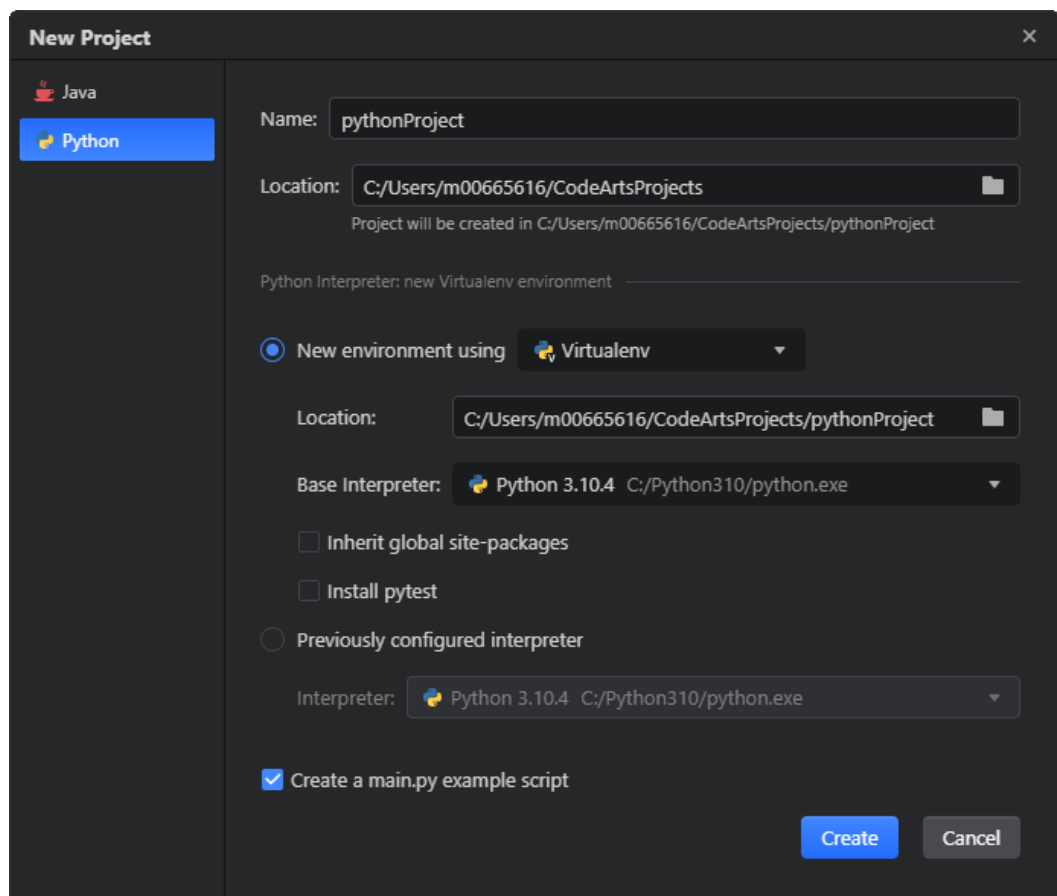 New Project
Java
Python
Name: pythonProject
Location: C:/Users/m00665616/CodeArtsProjects
Project will be created in C:/Users/m00665616/CodeArtsProjects/pythonProject
Python Interpreter: new Virtualenv environment
New environment using Virtualenv
Location: C:/Users/m00665616/CodeArtsProjects/pythonProject
Base Interpreter: Python 3.10.4 C:/Python310/python.exe
Inherit global site-packages
Install pytest
Previously configured interpreter
Interpreter: Python 3.10.4 C:/Python310/python.exe
Create a main.py example script
Create Cancel